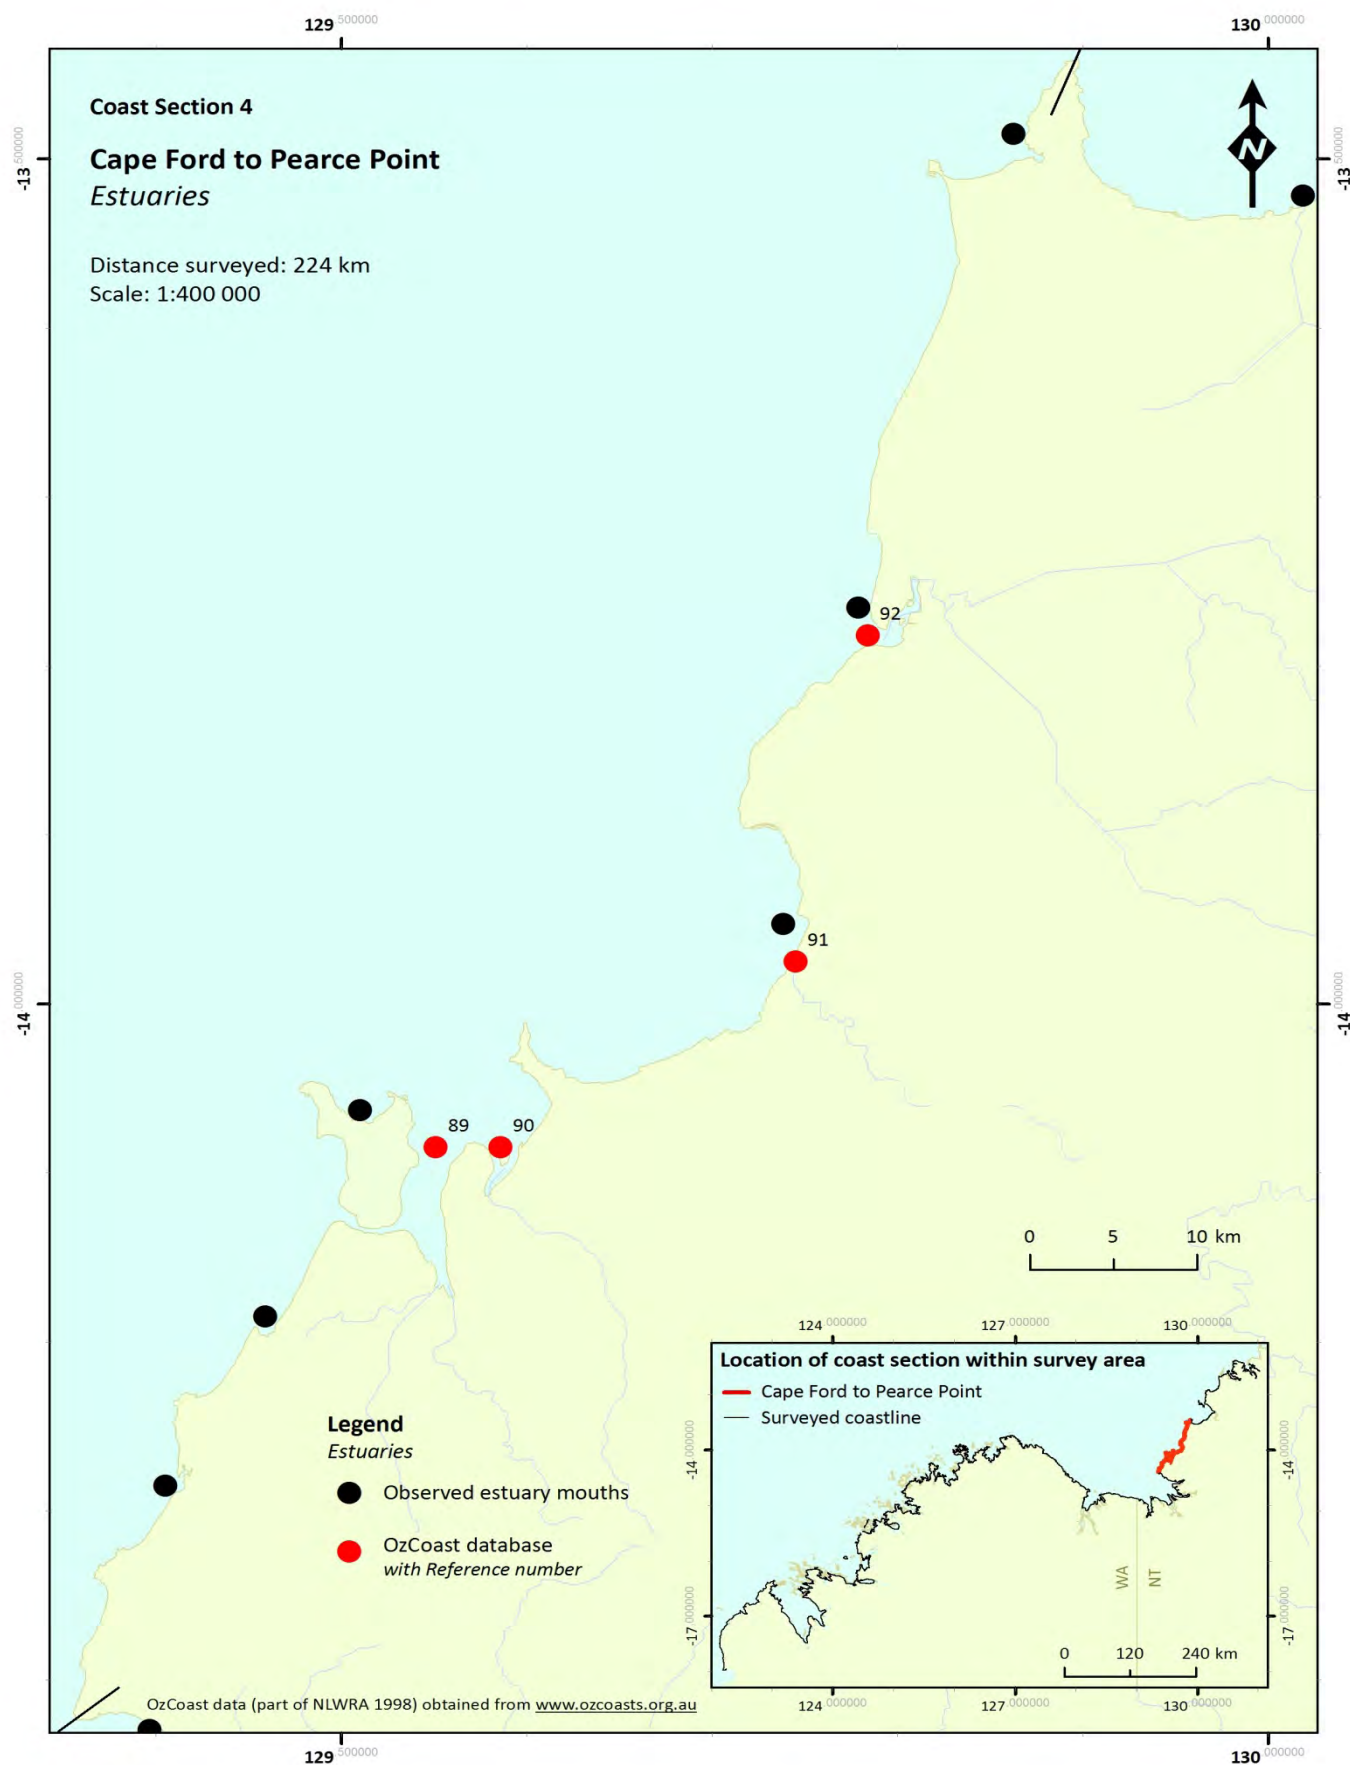 129.500000
130.000000
Coast Section 4
Cape Ford to Pearce Point
Estuaries
Distance surveyed: 224 km
Scale: 1:400 000
N
-13.500000
-13.500000
92
91
-14.000000
-14.000000
89
90
0 5 10 km
124.000000
127.000000
130.000000
Location of coast section within survey area
Cape Ford to Pearce Point
Surveyed coastline
-14.000000
-14.000000
WA
NT
-17.000000
-17.000000
0 120 240 km
124.000000
127.000000
130.000000
Legend
Estuaries
Observed estuary mouths
OzCoast database
with Reference number
OzCoast data (part of NLWRA 1998) obtained from www.ozcoasts.org.au
129.500000
130.000000